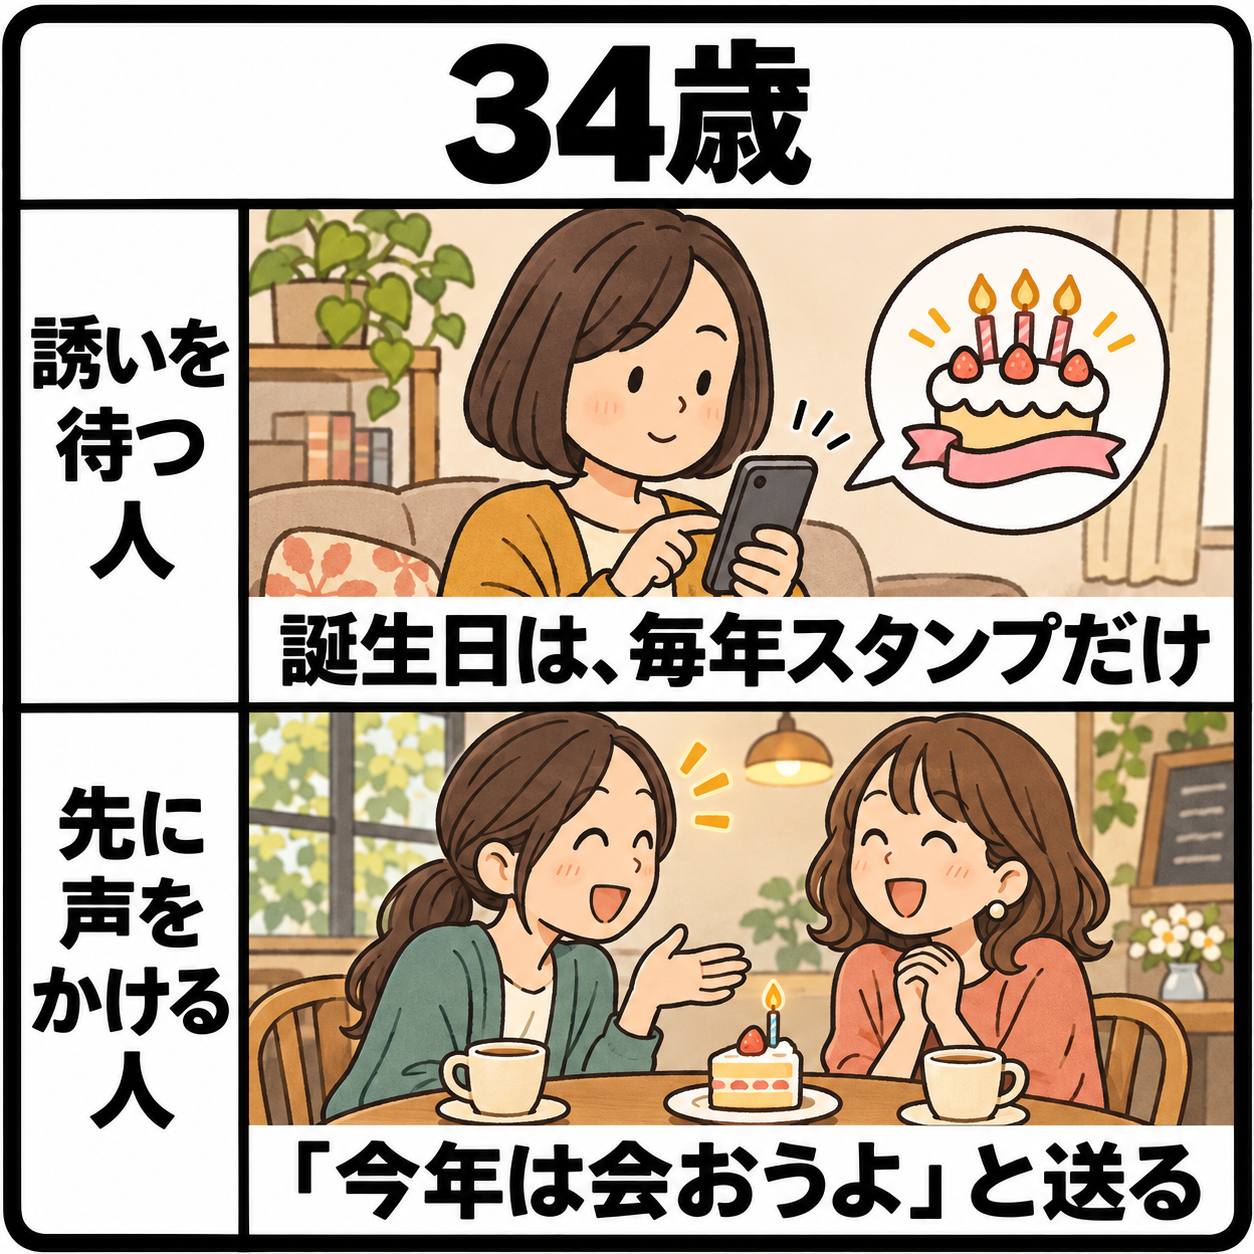 34歳
誘いを
待つ
人
誕生日は、毎年スタンプだけ
先に
声を
かける
人
「今年は会おうよ」と送る